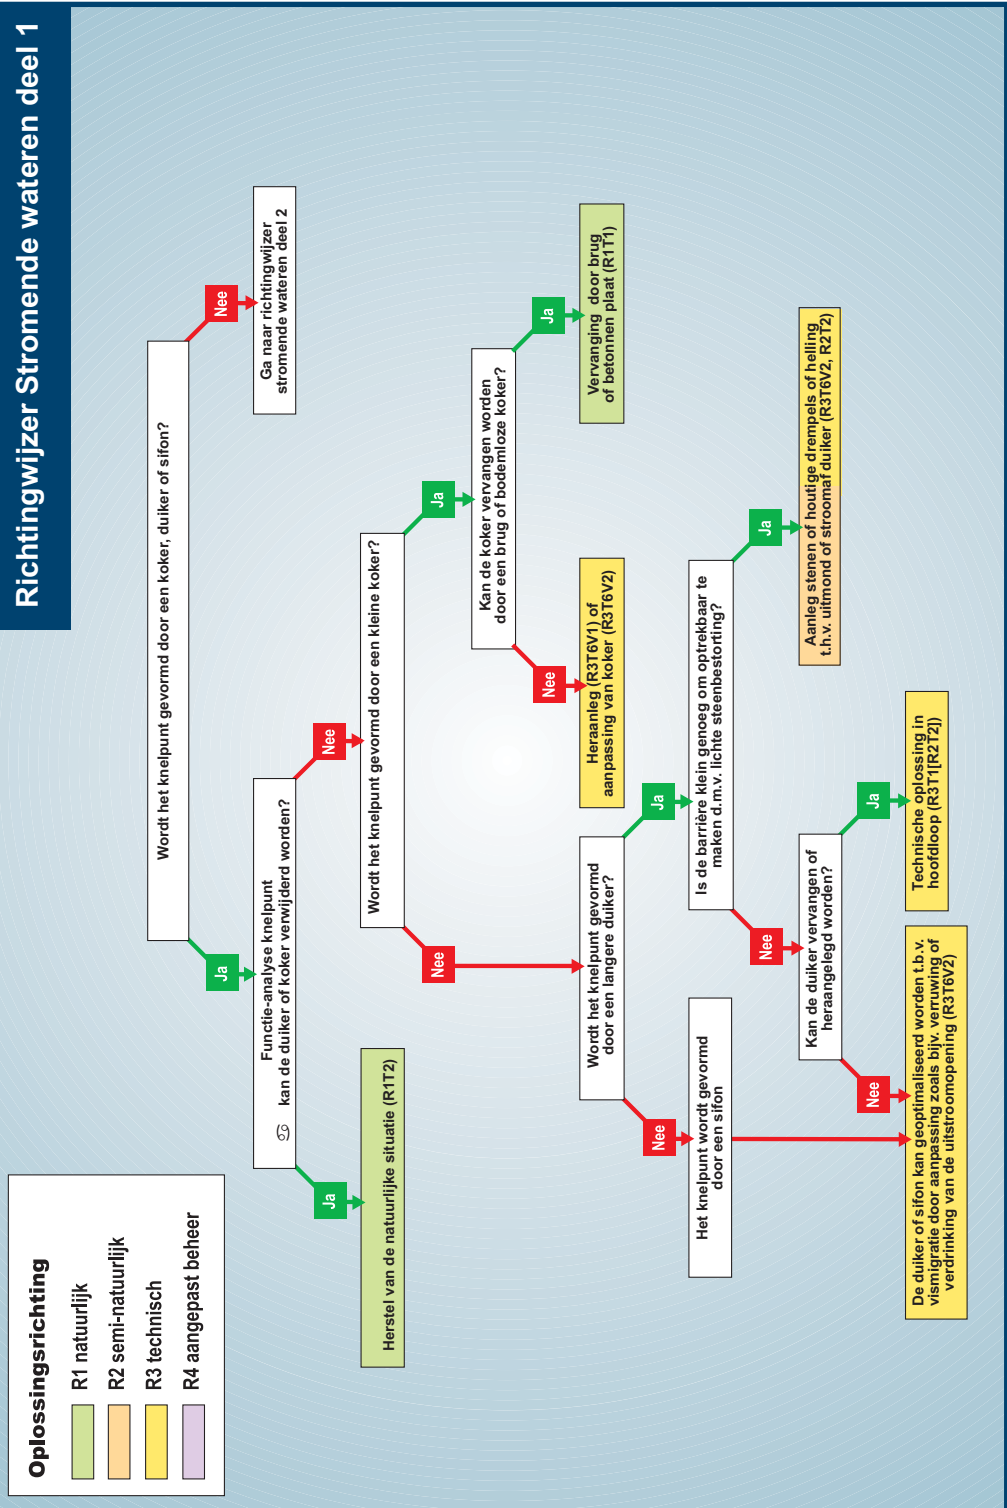 Richtingwijzer Stromende wateren deel 1
Oplossingsrichting
R1 natuurlijk
R2 semi-natuurlijk
R3 technisch
R4 aangepast beheer
Wordt het knelpunt gevormd door een koker, duiker of sifon?
Ja
Nee
Functie-analyse knelpunt
kan de duiker of koker verwijderd worden?
Ga naar richtingwijzer
stromende wateren deel 2
Ja
Nee
Herstel van de natuurlijke situatie (R1T2)
Wordt het knelpunt gevormd door een kleine koker?
Nee
Ja
Kan de koker vervangen worden
door een brug of bodemloze koker?
Nee
Ja
Wordt het knelpunt gevormd
door een langere duiker?
Heraanleg (R3T6V1) of
aanpassing van koker (R3T6V2)
Vervanging door brug
of betonnen plaat (R1T1)
Nee
Ja
Het knelpunt wordt gevormd
door een sifon
Is de barrière klein genoeg om optrekbaar te
maken d.m.v. lichte steenbestorting?
Nee
Ja
Kan de duiker vervangen of
heraangelegd worden?
Aanleg stenen of houtige drempels of helling
t.h.v. uitmond of stroomaf duiker (R3T6V2, R2T2)
Nee
Ja
De duiker of sifon kan geoptimaliseerd worden t.b.v.
vismigratie door aanpassing zoals bijv. verruwing of
verdrinking van de uitstroomopening (R3T6V2)
Technische oplossing in
hoofdloop (R3T1[R2T2])